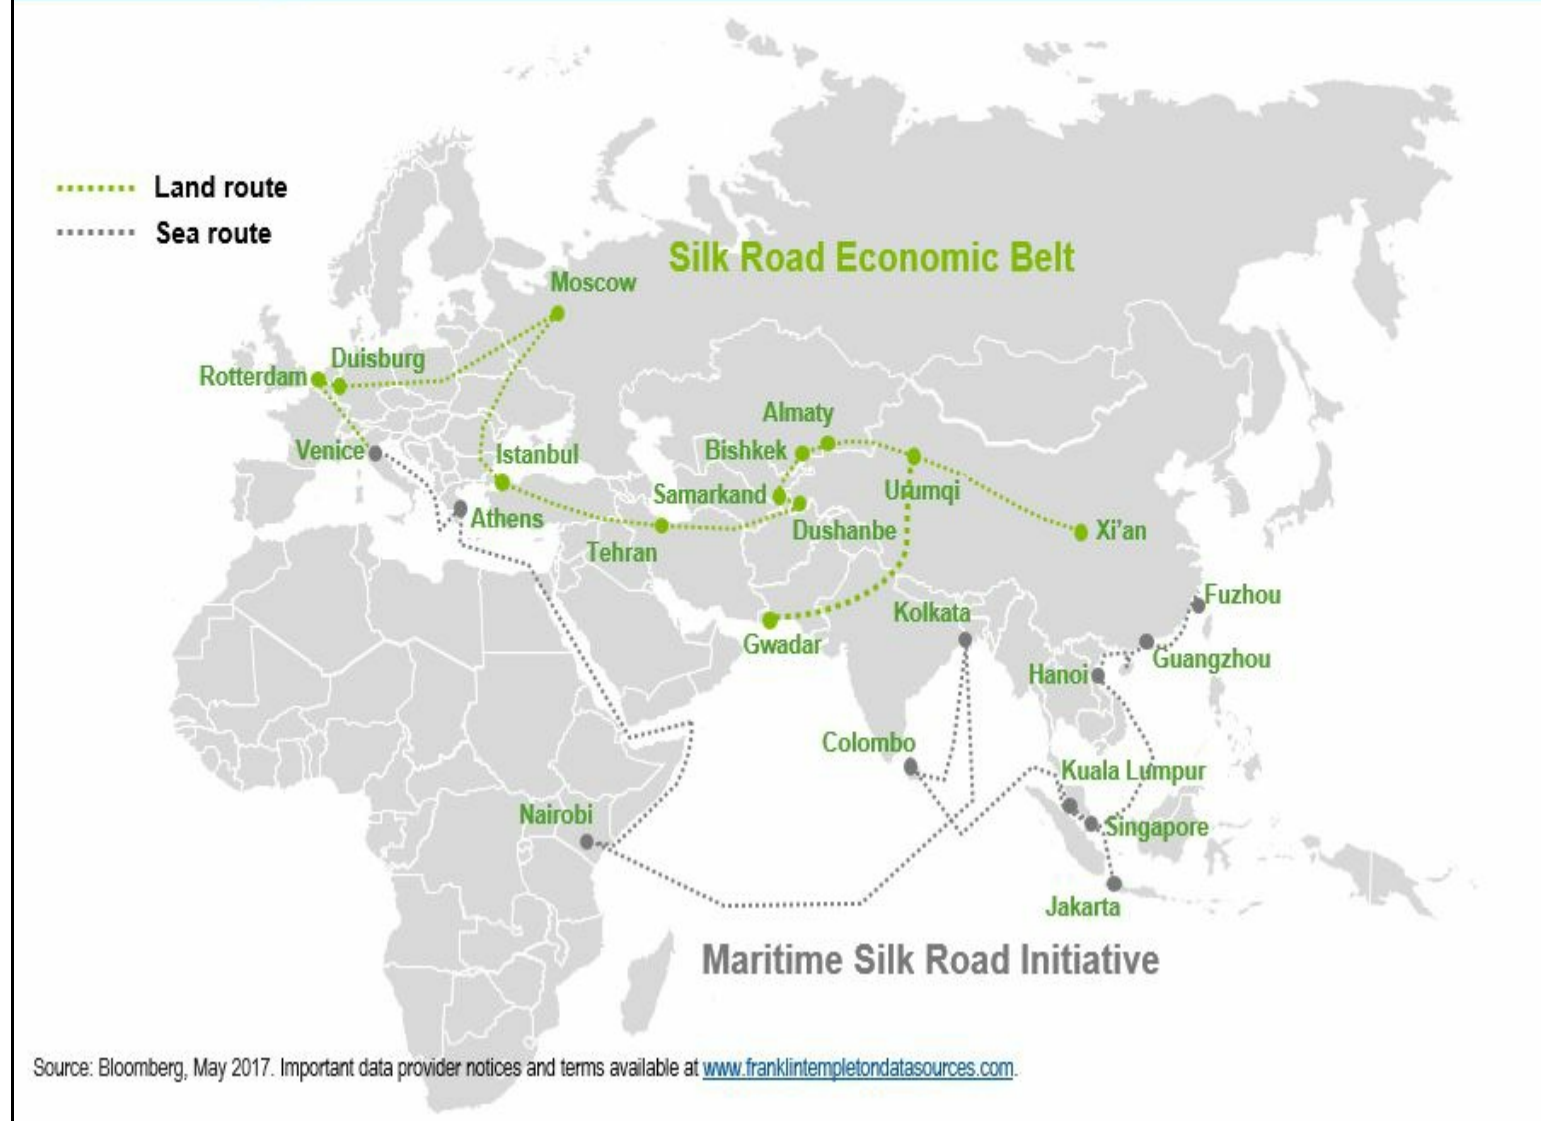 Land route
Sea route
Silk Road Economic Belt
Moscow
Duisburg
Rotterdam
Almaty
Venice
Istanbul
Bishkek
Samarkand
Urumqi
Athens
Dushanbe
Xi'an
Tehran
Fuzhou
Kolkata
Gwadar
Guangzhou
Hanoi
Colombo
Kuala Lumpur
Nairobi
Singapore
Jakarta
Maritime Silk Road Initiative
Source: Bloomberg, May 2017. Important data provider notices and terms available at www.franklintempletondatasources.com.